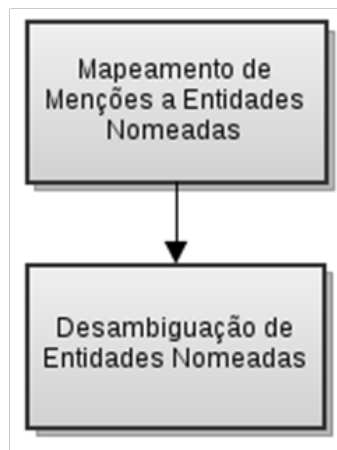 Mapeamento de
Menções a Entidades
Nomeadas
Desambiguação de
Entidades Nomeadas